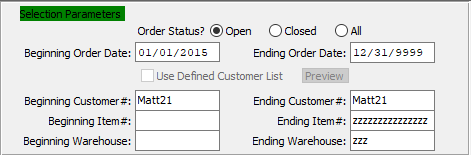 Selection Parameters
Order Status? Open Closed All
Beginning Order Date: 01/01/2015 Ending Order Date: 12/31/9999
Use Defined Customer List Preview
Beginning Customer#: Matt21 Ending Customer#: Matt21
Beginning Item#: Ending Item#: zzzzzzzzzzzzzzz
Beginning Warehouse: Ending Warehouse: zzz